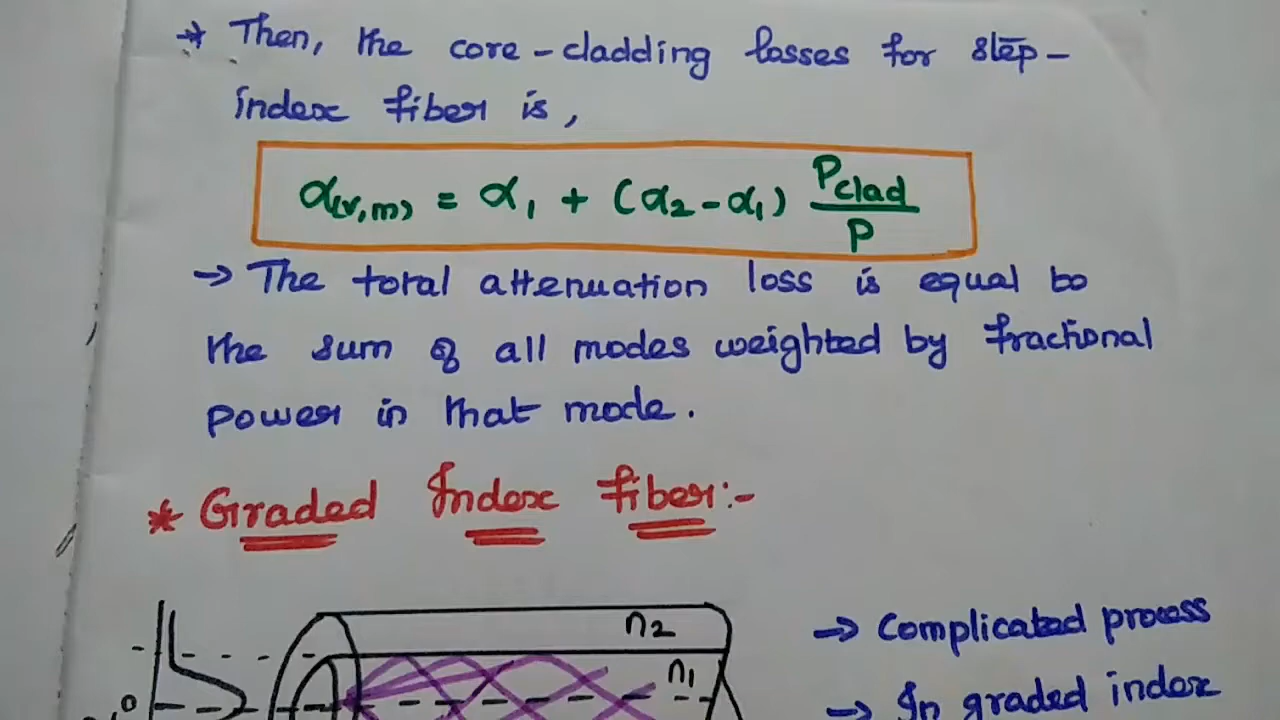 * Then, the core-cladding losses for step-
index fiber is,
α(v,m) = α1 + (α2-α1) Pclad/P
→ The total attenuation loss is equal to
the sum of all modes weighted by fractional
power in that mode.
* Graded Index fiber:-
n2
→ Complicated process
n1
→ In graded index
0